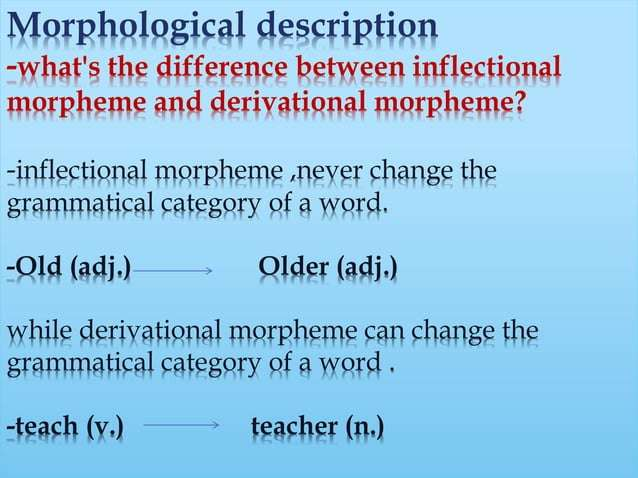 Morphological description
-what's the difference between inflectional
morpheme and derivational morpheme?
-inflectional morpheme ,never change the
grammatical category of a word.
-Old (adj.) Older (adj.)
while derivational morpheme can change the
grammatical category of a word .
-teach (v.) teacher (n.)